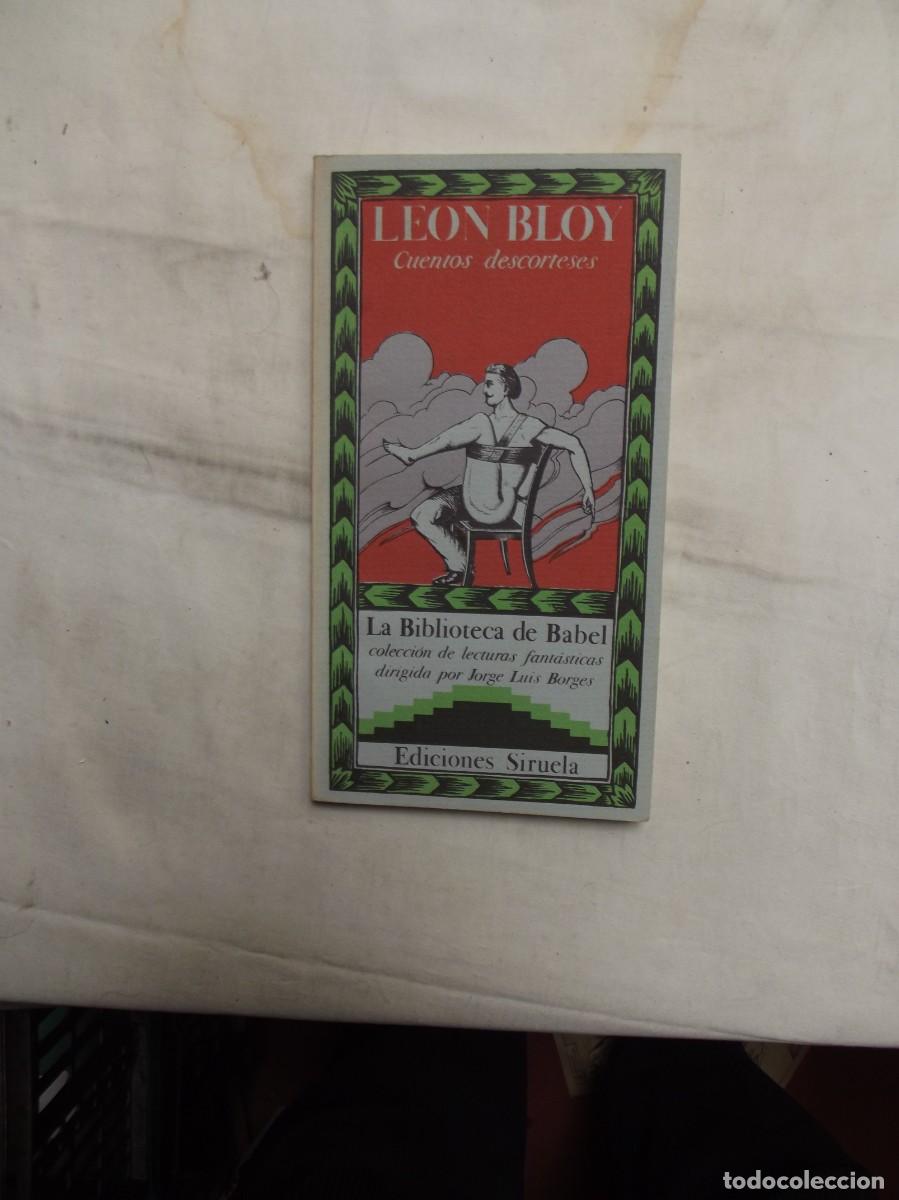 LEON BLOY
Cuentos descorteses
La Biblioteca de Babel
colección de lecturas fantásticas
dirigida por Jorge Luis Borges
Ediciones Siruela
todocoleccion